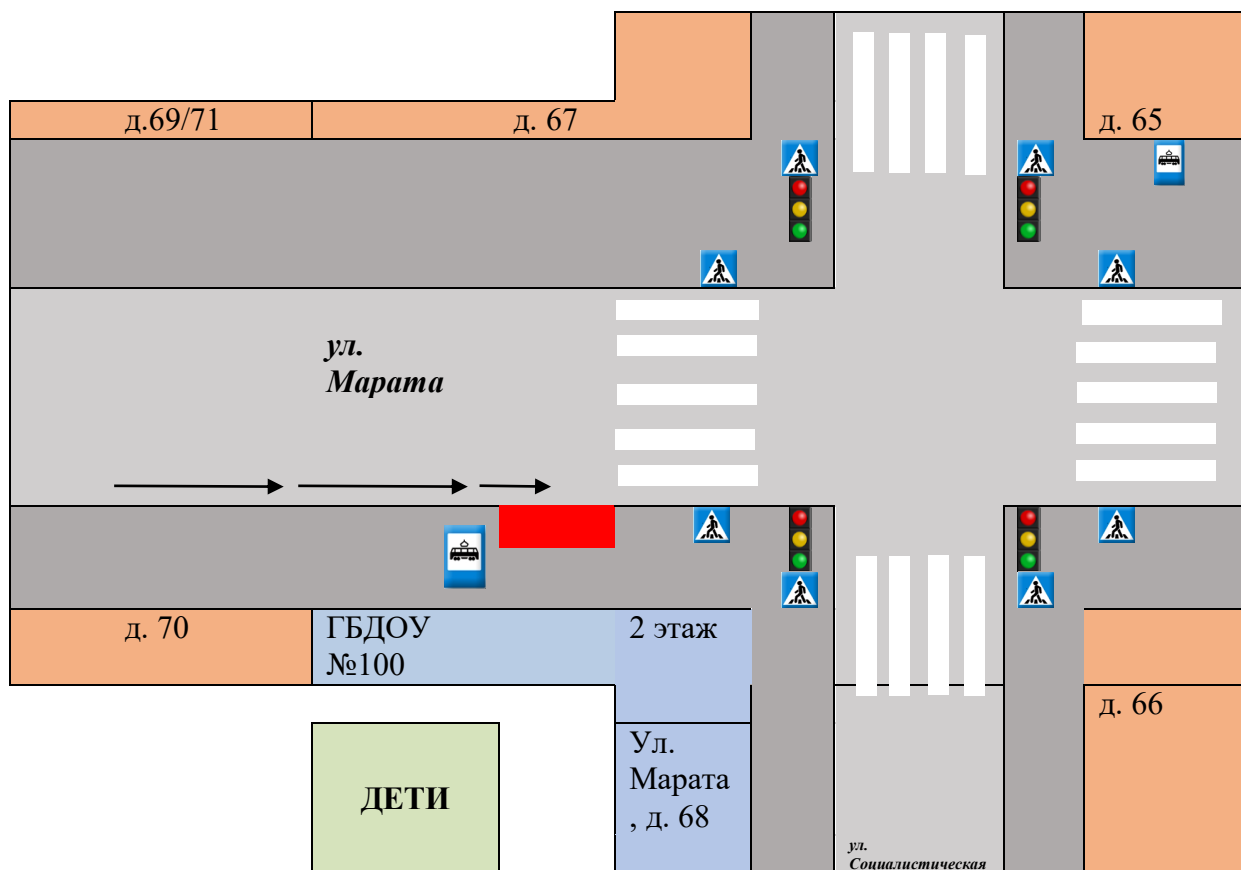 д.69/71
д. 67
д. 65
ул.
Марата
д. 70
ГБДОУ
№100
2 этаж
д. 66
Ул.
Марата
, д. 68
ДЕТИ
ул.
Социалистическая